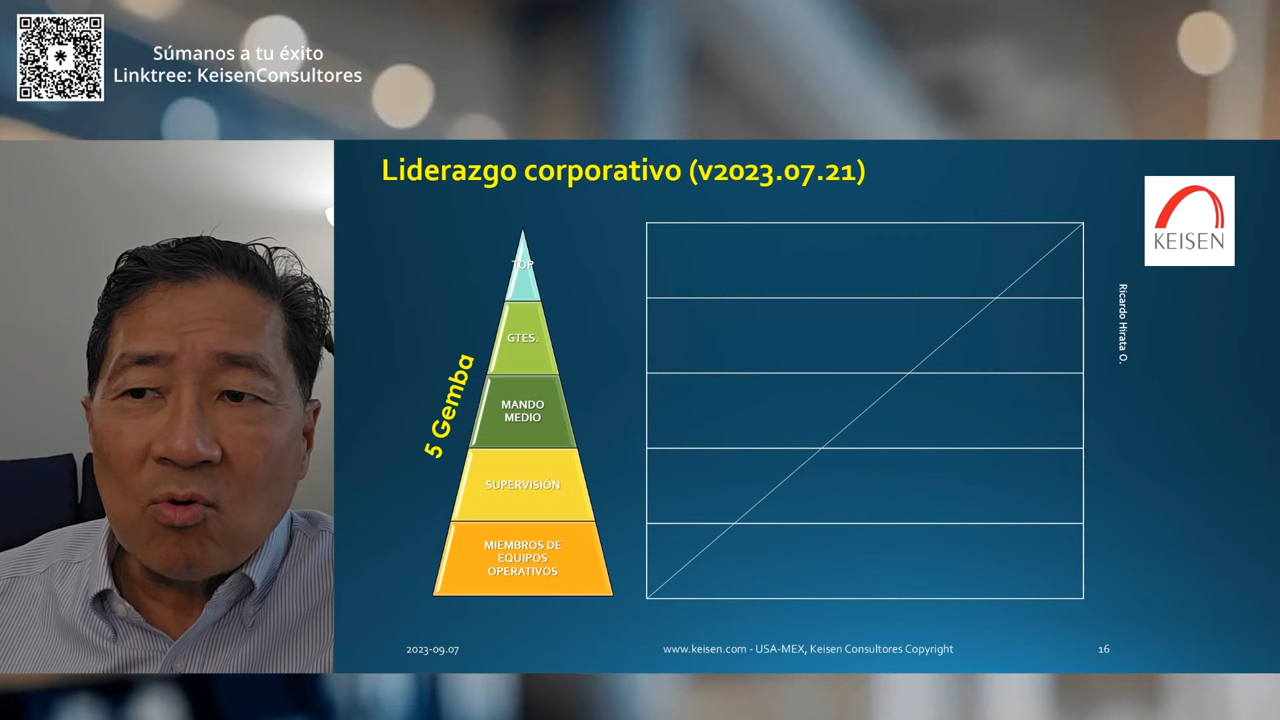 Súmanos a tu éxito
Linktree: KeisenConsultores
Liderazgo corporativo (v2023.07.21)
KEISEN
Ricardo Hirata O.
5 Gemba
TOP
GTES.
MANDO
MEDIO
SUPERVISIÓN
MIEMBROS DE
EQUIPOS
OPERATIVOS
2023-09.07
www.keisen.com - USA-MEX, Keisen Consultores Copyright
16